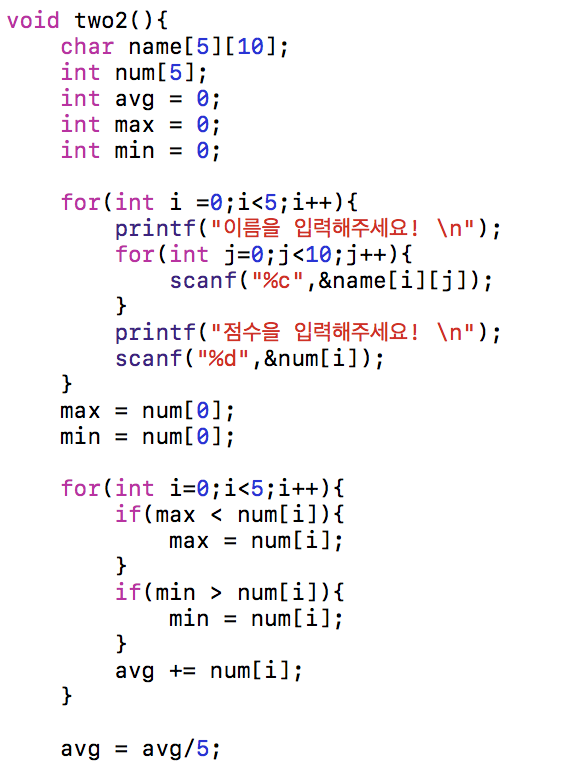 void two2(){
    char name[5][10];
    int num[5];
    int avg = 0;
    int max = 0;
    int min = 0;

    for(int i =0;i<5;i++){
        printf("이름을 입력해주세요! \n");
        for(int j=0;j<10;j++){
            scanf("%c",&name[i][j]);
        }
        printf("점수을 입력해주세요! \n");
        scanf("%d",&num[i]);
    }
    max = num[0];
    min = num[0];

    for(int i=0;i<5;i++){
        if(max < num[i]){
            max = num[i];
        }
        if(min > num[i]){
            min = num[i];
        }
        avg += num[i];
    }

    avg = avg/5;